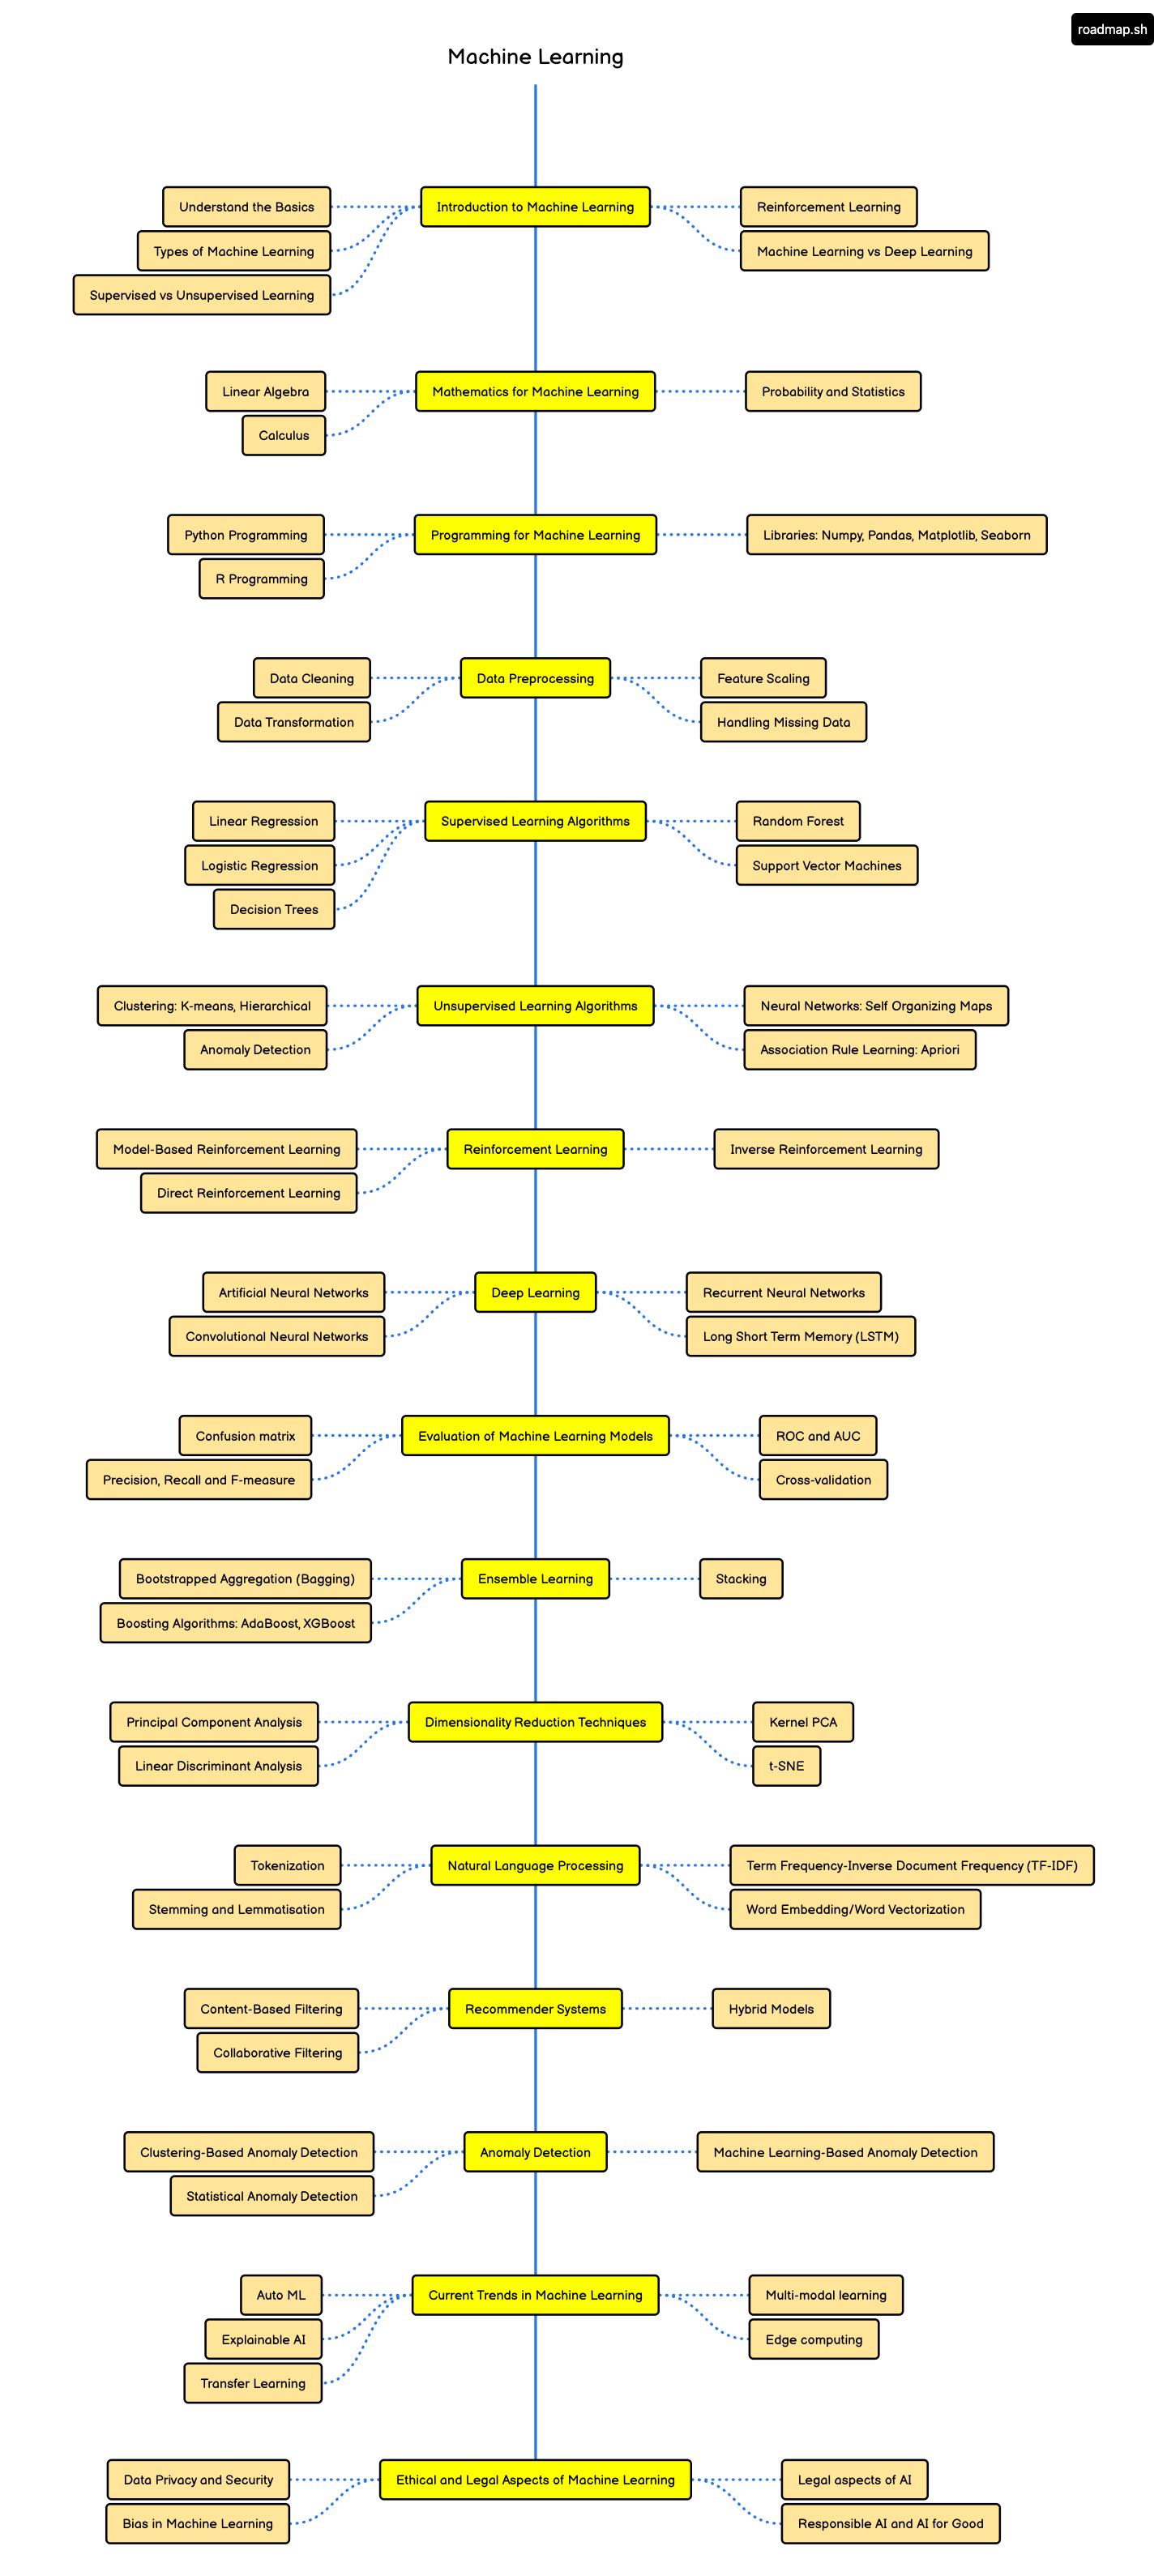 roadmap.sh
Machine Learning
Understand the Basics
Introduction to Machine Learning
Reinforcement Learning
Types of Machine Learning
Machine Learning vs Deep Learning
Supervised vs Unsupervised Learning
Linear Algebra
Mathematics for Machine Learning
Probability and Statistics
Calculus
Python Programming
Programming for Machine Learning
Libraries: Numpy, Pandas, Matplotlib, Seaborn
R Programming
Data Cleaning
Data Preprocessing
Feature Scaling
Data Transformation
Handling Missing Data
Linear Regression
Supervised Learning Algorithms
Random Forest
Logistic Regression
Support Vector Machines
Decision Trees
Clustering: K-means, Hierarchical
Unsupervised Learning Algorithms
Neural Networks: Self Organizing Maps
Anomaly Detection
Association Rule Learning: Apriori
Model-Based Reinforcement Learning
Reinforcement Learning
Inverse Reinforcement Learning
Direct Reinforcement Learning
Artificial Neural Networks
Deep Learning
Recurrent Neural Networks
Convolutional Neural Networks
Long Short Term Memory (LSTM)
Confusion matrix
Evaluation of Machine Learning Models
ROC and AUC
Precision, Recall and F-measure
Cross-validation
Bootstrapped Aggregation (Bagging)
Ensemble Learning
Stacking
Boosting Algorithms: AdaBoost, XGBoost
Principal Component Analysis
Dimensionality Reduction Techniques
Kernel PCA
Linear Discriminant Analysis
t-SNE
Tokenization
Natural Language Processing
Term Frequency-Inverse Document Frequency (TF-IDF)
Stemming and Lemmatisation
Word Embedding/Word Vectorization
Content-Based Filtering
Recommender Systems
Hybrid Models
Collaborative Filtering
Clustering-Based Anomaly Detection
Anomaly Detection
Machine Learning-Based Anomaly Detection
Statistical Anomaly Detection
Auto ML
Current Trends in Machine Learning
Multi-modal learning
Explainable AI
Edge computing
Transfer Learning
Data Privacy and Security
Ethical and Legal Aspects of Machine Learning
Legal aspects of AI
Bias in Machine Learning
Responsible AI and AI for Good